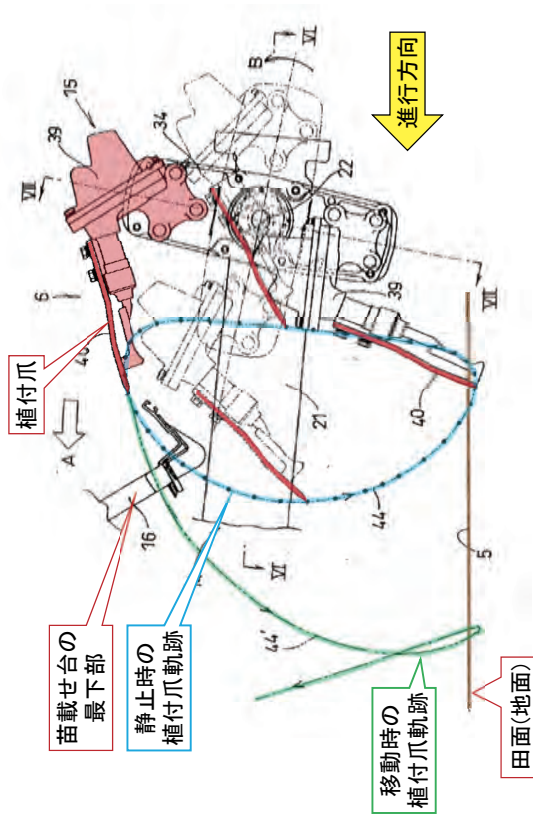 植付爪
苗載せ台の
最下部
静止時の
植付爪軌跡
移動時の
植付爪軌跡
田面(地面)
進行方向
A
B
VI
VI
VII
VII
5
6
15
16
21
22
34
39
39
40
44
44'